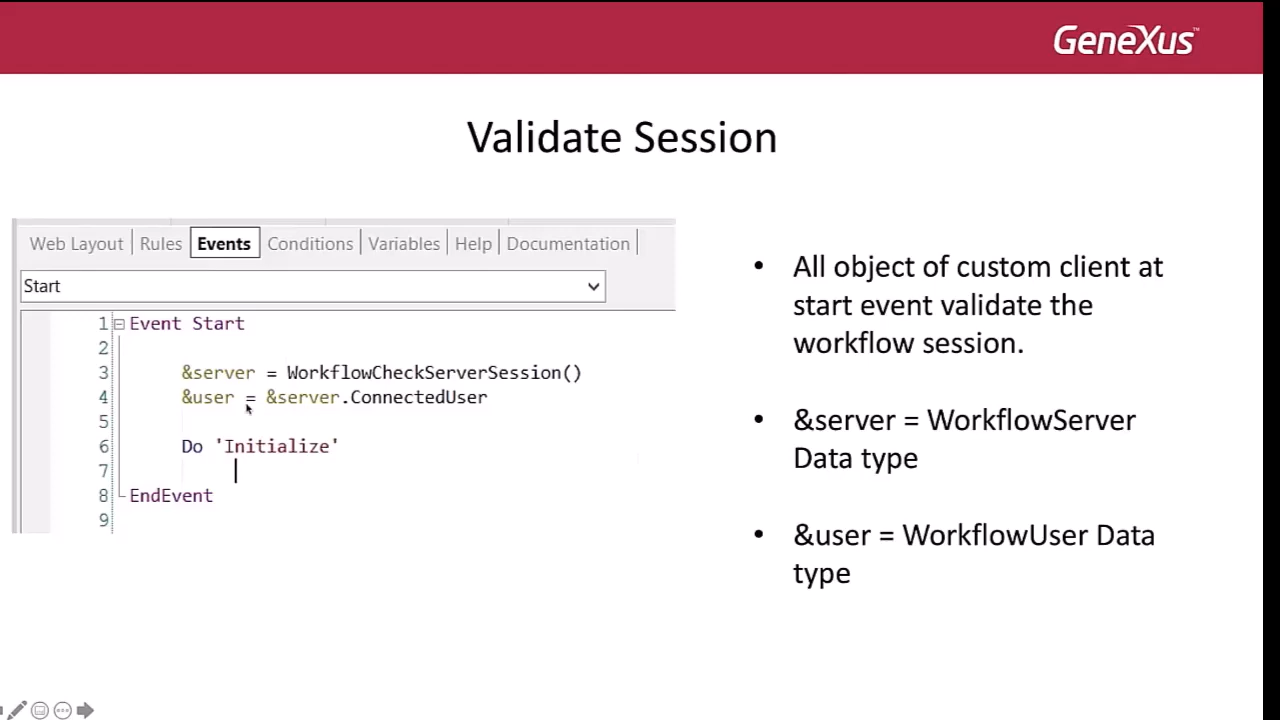 GeneXus™
Validate Session
Web Layout Rules Events Conditions Variables Help Documentation
Start
1 Event Start
2
3 &server = WorkflowCheckServerSession()
4 &user = &server.ConnectedUser
5
6 Do 'Initialize'
7
8 EndEvent
9
• All object of custom client at
start event validate the
workflow session.
• &server = WorkflowServer
Data type
• &user = WorkflowUser Data
type